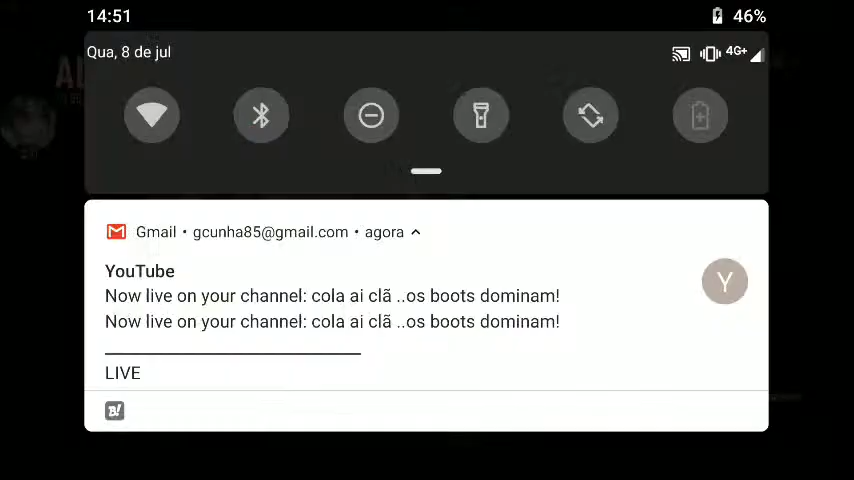 14:51
46%
Qua, 8 de jul
4G+
Gmail • gcunha85@gmail.com • agora
YouTube
Y
Now live on your channel: cola ai clã ..os boots dominam!
Now live on your channel: cola ai clã ..os boots dominam!
LIVE
B!